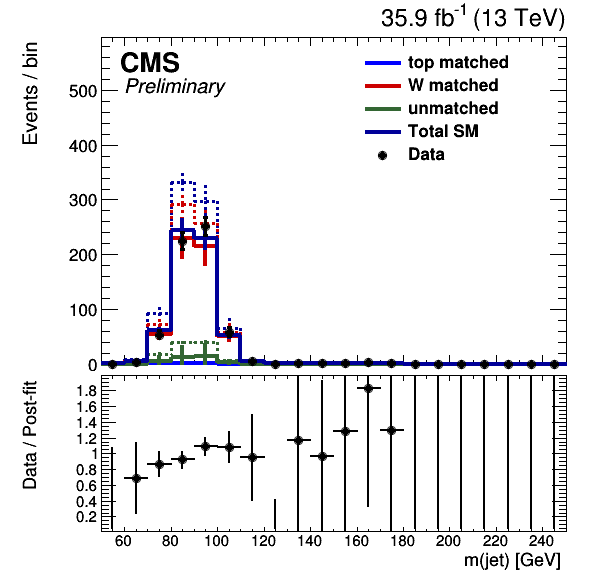 35.9 fb⁻¹ (13 TeV)
CMS
Preliminary
top matched
W matched
unmatched
Total SM
Data
Events / bin
500
400
300
200
100
0
Data / Post-fit
1.8
1.6
1.4
1.2
1
0.8
0.6
0.4
0.2
60 80 100 120 140 160 180 200 220 240
m(jet) [GeV]